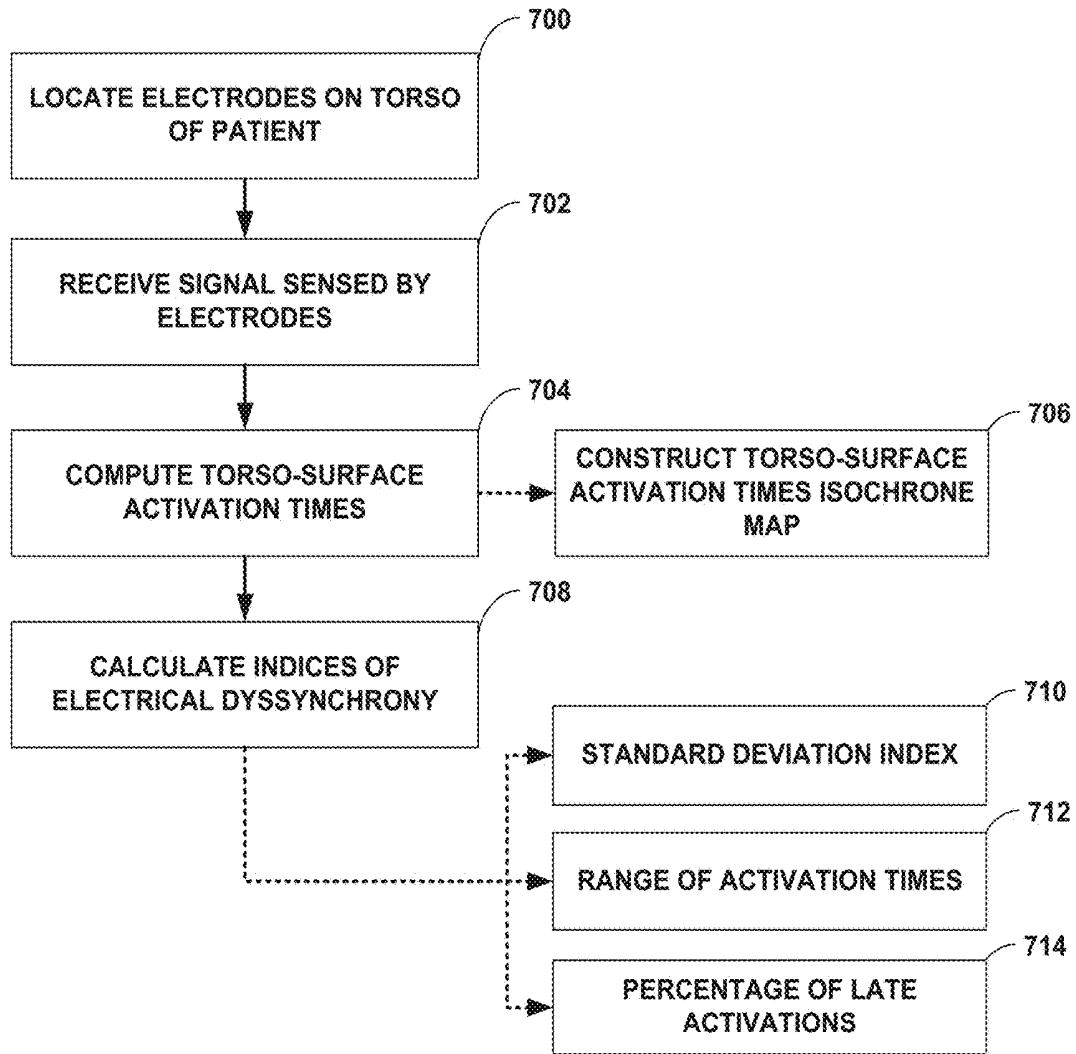 700
LOCATE ELECTRODES ON TORSO
OF PATIENT
702
RECEIVE SIGNAL SENSED BY
ELECTRODES
704
COMPUTE TORSO-SURFACE
ACTIVATION TIMES
706
CONSTRUCT TORSO-SURFACE
ACTIVATION TIMES ISOCHRONE
MAP
708
CALCULATE INDICES OF
ELECTRICAL DYSSYNCHRONY
710
STANDARD DEVIATION INDEX
712
RANGE OF ACTIVATION TIMES
714
PERCENTAGE OF LATE
ACTIVATIONS